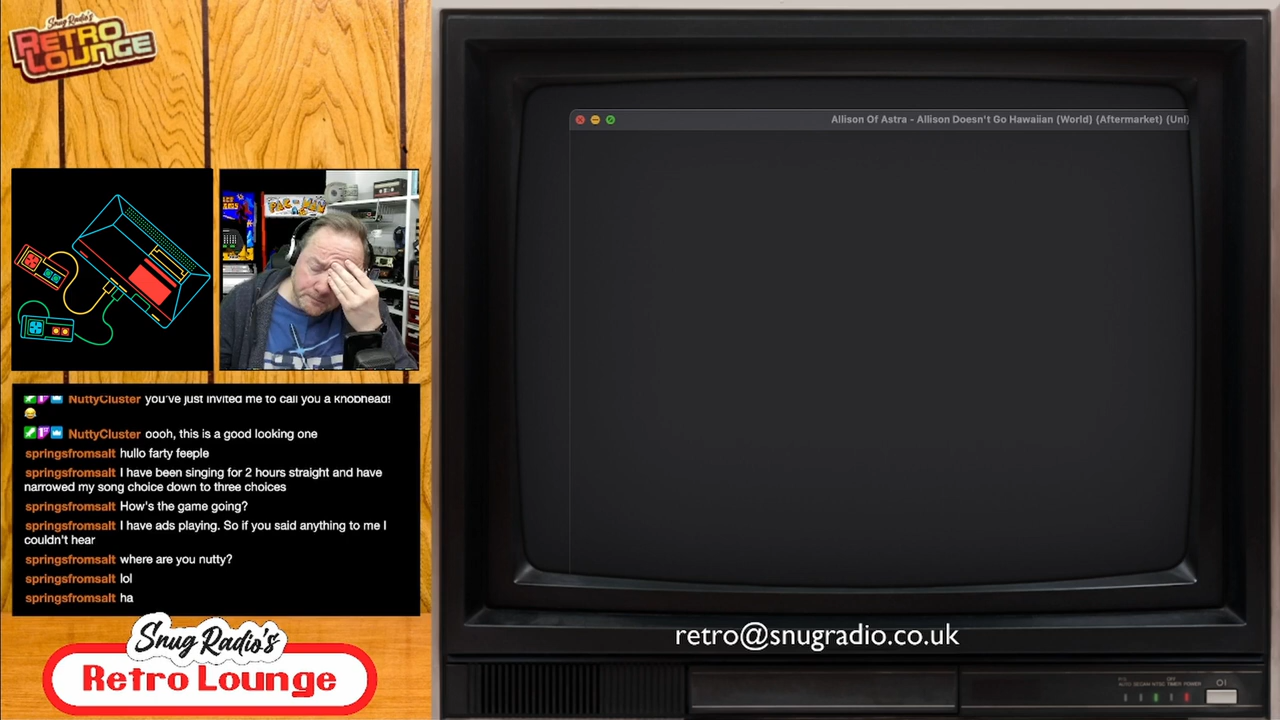 Snug Radio's
RETRO
LOUNGE
Allison Of Astra - Allison Doesn't Go Hawaiian (World) (Aftermarket) (Unl)
PAC-MAN
NuttyCluster you've just invited me to call you a knobhead!
😂
NuttyCluster oooh, this is a good looking one
springsfromsalt hullo farty feeple
springsfromsalt I have been singing for 2 hours straight and have
narrowed my song choice down to three choices
springsfromsalt How's the game going?
springsfromsalt I have ads playing. So if you said anything to me I
couldn't hear
springsfromsalt where are you nutty?
springsfromsalt lol
springsfromsalt ha
Snug Radio's
Retro Lounge
retro@snugradio.co.uk